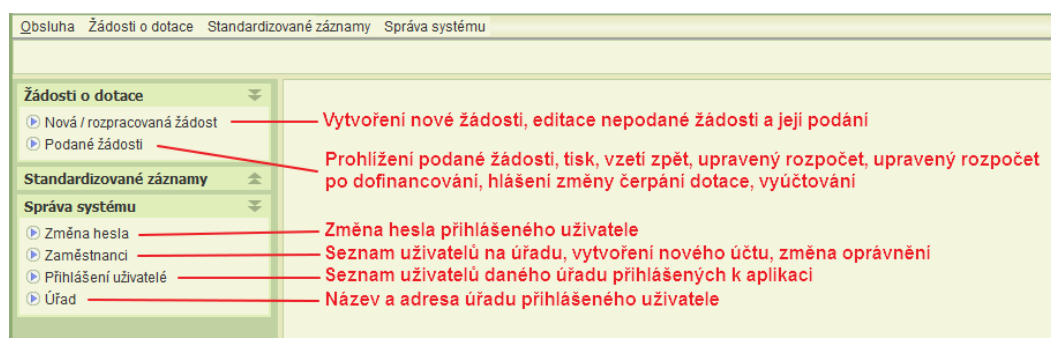 Obsluha Žádosti o dotace Standardizované záznamy Správa systému
Žádosti o dotace
Nová / rozpracovaná žádost
Vytvoření nové žádosti, editace nepodané žádosti a její podání
Podané žádosti
Prohlížení podané žádosti, tisk, vzetí zpět, upravený rozpočet, upravený rozpočet
po dofinancování, hlášení změny čerpání dotace, vyúčtování
Standardizované záznamy
Správa systému
Změna hesla
Změna hesla přihlášeného uživatele
Zaměstnanci
Seznam uživatelů na úřadu, vytvoření nového účtu, změna oprávnění
Přihlášení uživatelé
Seznam uživatelů daného úřadu přihlášených k aplikaci
Úřad
Název a adresa úřadu přihlášeného uživatele